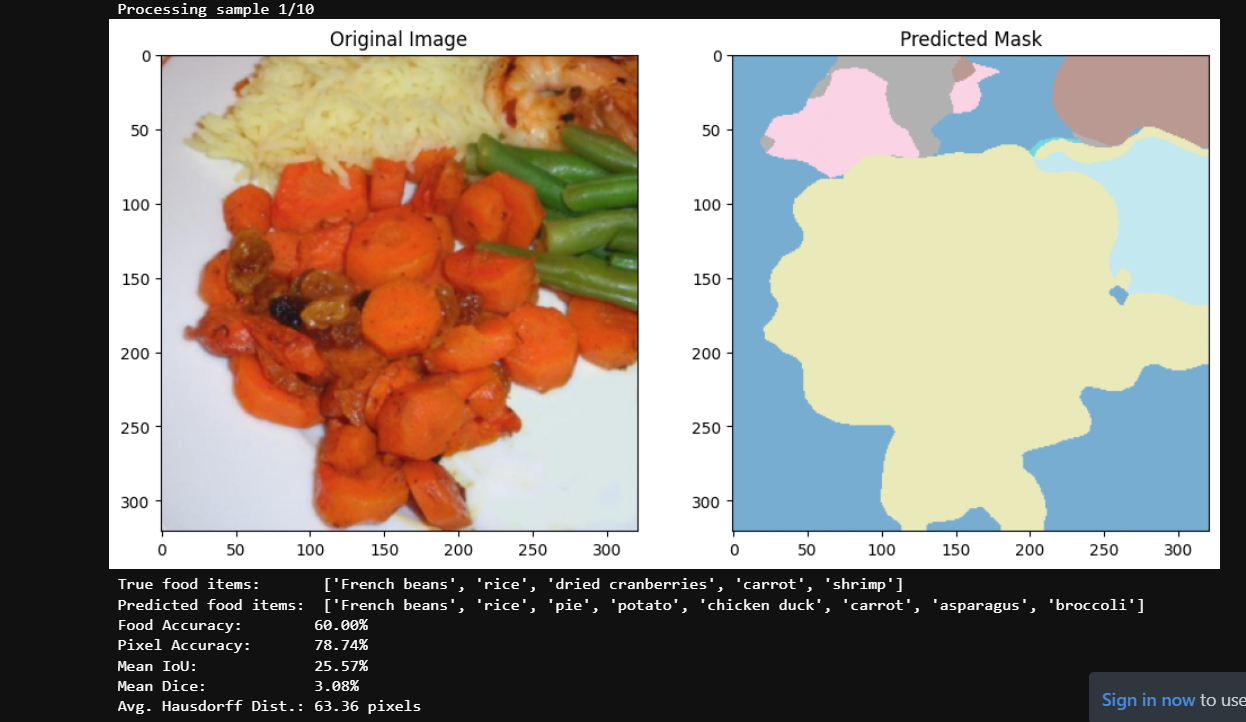 Processing sample 1/10
Original Image
Predicted Mask
0
50
100
150
200
250
300
0 50 100 150 200 250 300
0
50
100
150
200
250
300
0 50 100 150 200 250 300
True food items: ['French beans', 'rice', 'dried cranberries', 'carrot', 'shrimp']
Predicted food items: ['French beans', 'rice', 'pie', 'potato', 'chicken duck', 'carrot', 'asparagus', 'broccoli']
Food Accuracy: 60.00%
Pixel Accuracy: 78.74%
Mean IoU: 25.57%
Mean Dice: 3.08%
Avg. Hausdorff Dist.: 63.36 pixels
Sign in now to use